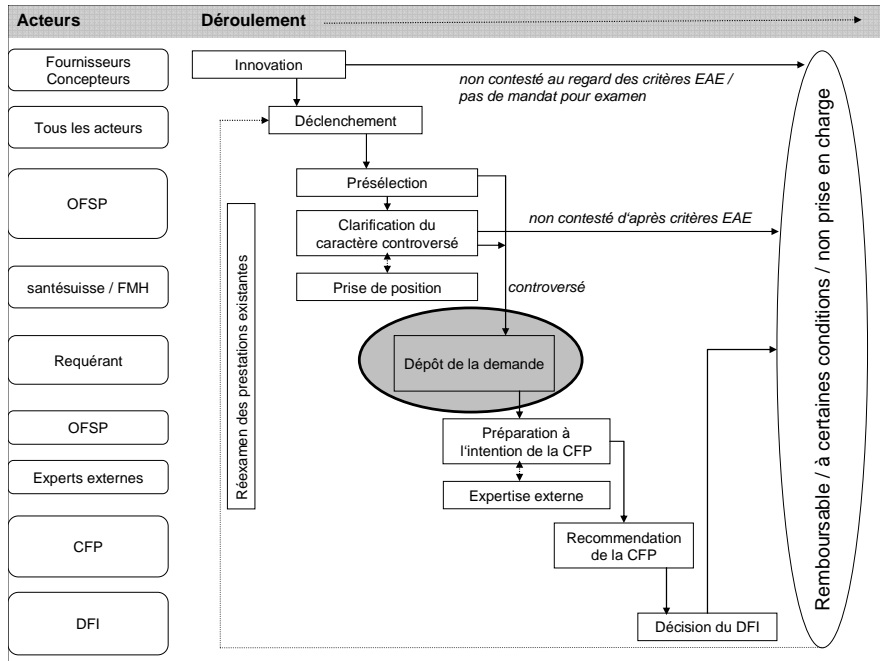 Acteurs
Déroulement
Fournisseurs
Concepteurs
Innovation
non contesté au regard des critères EAE /
pas de mandat pour examen
Tous les acteurs
Déclenchement
OFSP
Présélection
Clarification du
caractère controversé
non contesté d'après critères EAE
santésuisse / FMH
Prise de position
controversé
Requérant
Dépôt de la demande
OFSP
Préparation à
l'intention de la CFP
Experts externes
Expertise externe
CFP
Recommendation
de la CFP
DFI
Décision du DFI
Réexamen des prestations existantes
Remboursable / à certaines conditions / non prise en charge